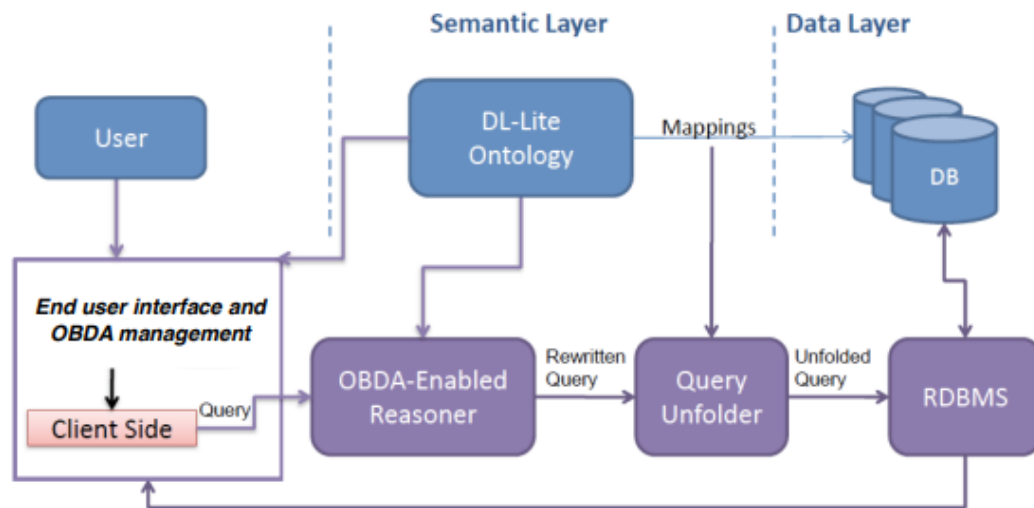 Semantic Layer
Data Layer
User
DL-Lite
Ontology
Mappings
DB
End user interface and
OBDA management
Client Side
Query
OBDA-Enabled
Reasoner
Rewritten
Query
Query
Unfolder
Unfolded
Query
RDBMS